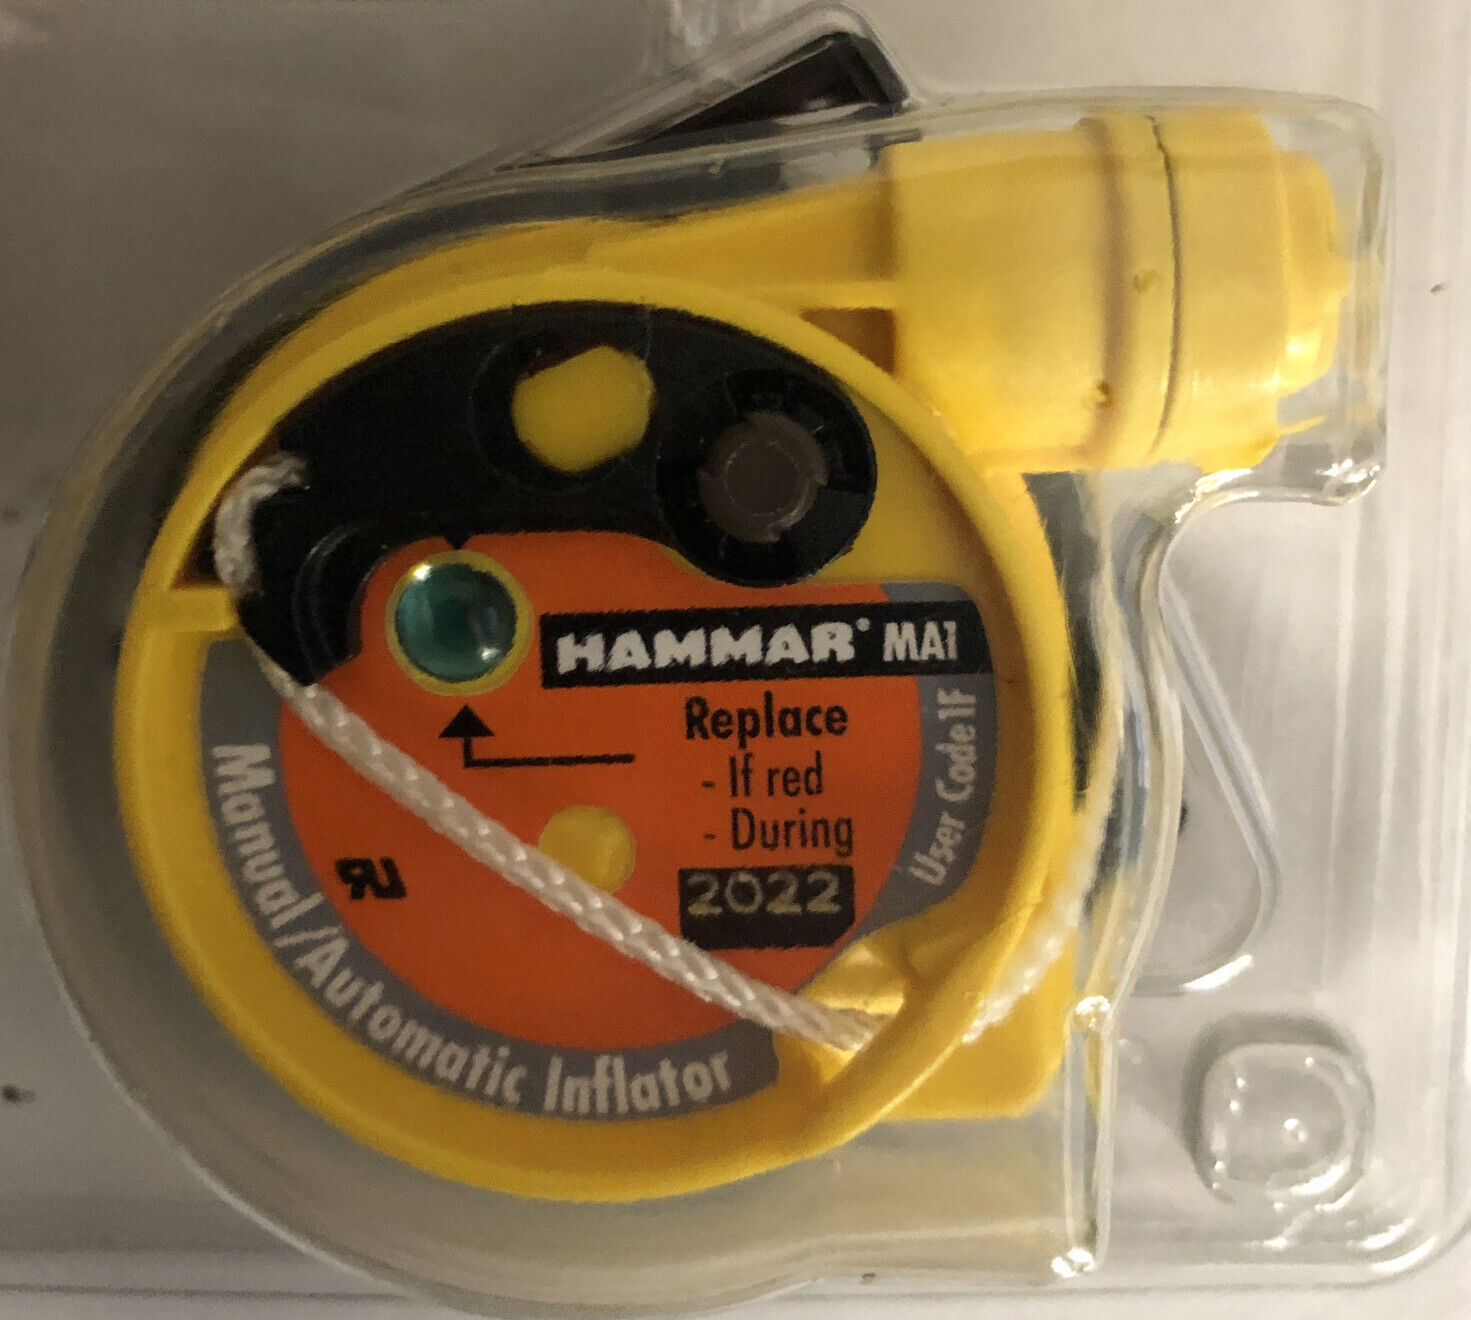 HAMMAR® MA1
Replace
- If red
- During
2022
User Code 1F
Manual/Automatic Inflator